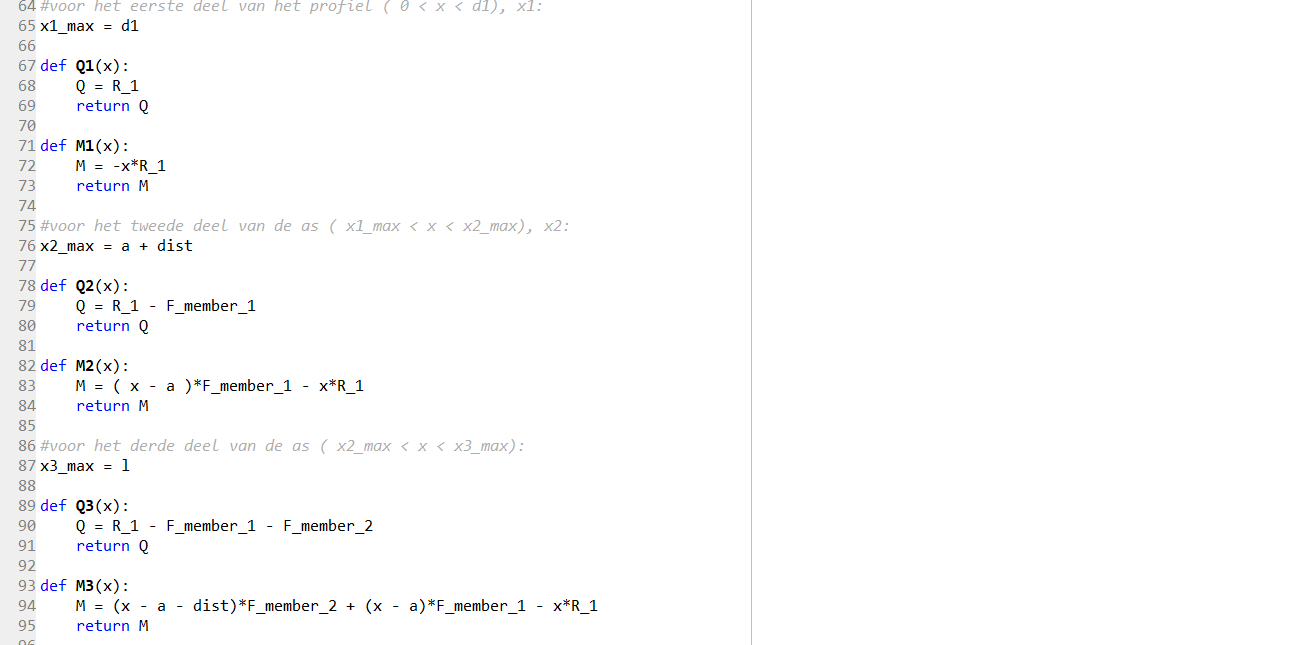 64 #voor het eerste deel van het profiel ( 0 < x < d1), x1:
65 x1_max = d1
66
67 def Q1(x):
68     Q = R_1
69     return Q
70
71 def M1(x):
72     M = -x*R_1
73     return M
74
75 #voor het tweede deel van de as ( x1_max < x < x2_max), x2:
76 x2_max = a + dist
77
78 def Q2(x):
79     Q = R_1 - F_member_1
80     return Q
81
82 def M2(x):
83     M = ( x - a )*F_member_1 - x*R_1
84     return M
85
86 #voor het derde deel van de as ( x2_max < x < x3_max):
87 x3_max = l
88
89 def Q3(x):
90     Q = R_1 - F_member_1 - F_member_2
91     return Q
92
93 def M3(x):
94     M = (x - a - dist)*F_member_2 + (x - a)*F_member_1 - x*R_1
95     return M
96